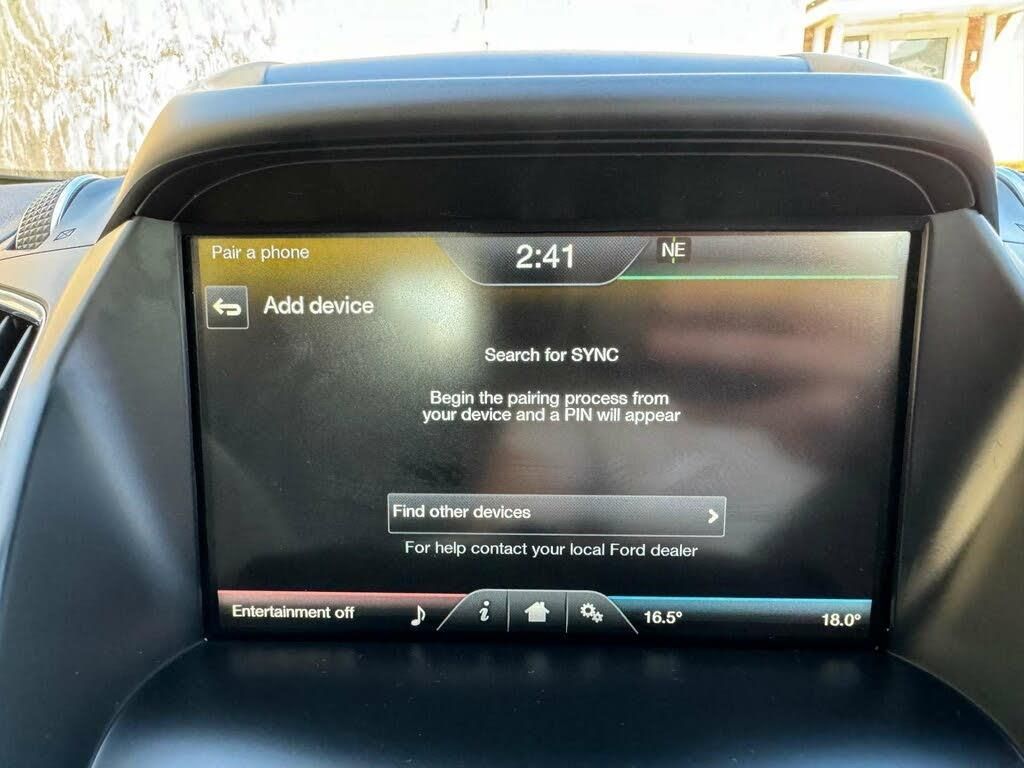 Pair a phone
2:41
NE
Add device
Search for SYNC
Begin the pairing process from
your device and a PIN will appear
Find other devices
For help contact your local Ford dealer
Entertainment off
16.5°
18.0°